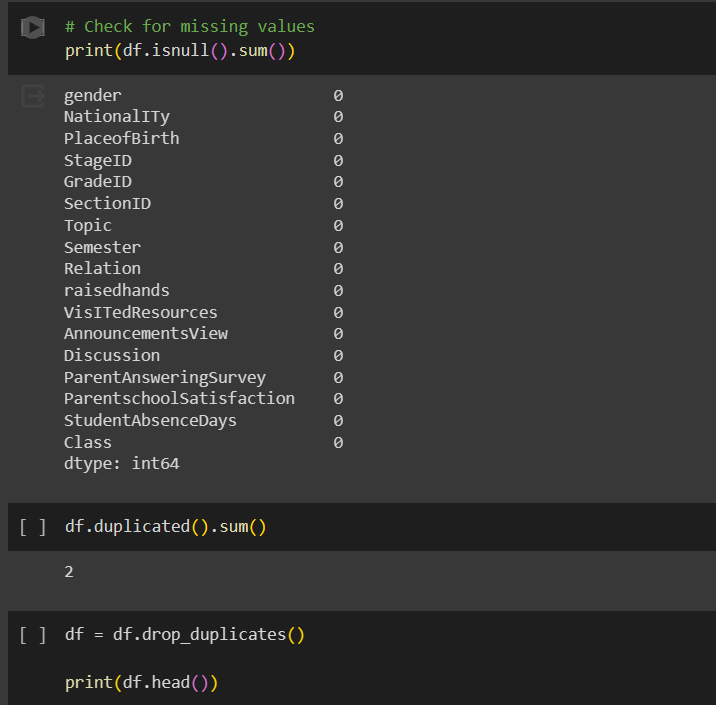 # Check for missing values
print(df.isnull().sum())
gender 0
NationalITy 0
PlaceofBirth 0
StageID 0
GradeID 0
SectionID 0
Topic 0
Semester 0
Relation 0
raisedhands 0
VisITedResources 0
AnnouncementsView 0
Discussion 0
ParentAnsweringSurvey 0
ParentschoolSatisfaction 0
StudentAbsenceDays 0
Class 0
dtype: int64
[ ] df.duplicated().sum()
2
[ ] df = df.drop_duplicates()
print(df.head())